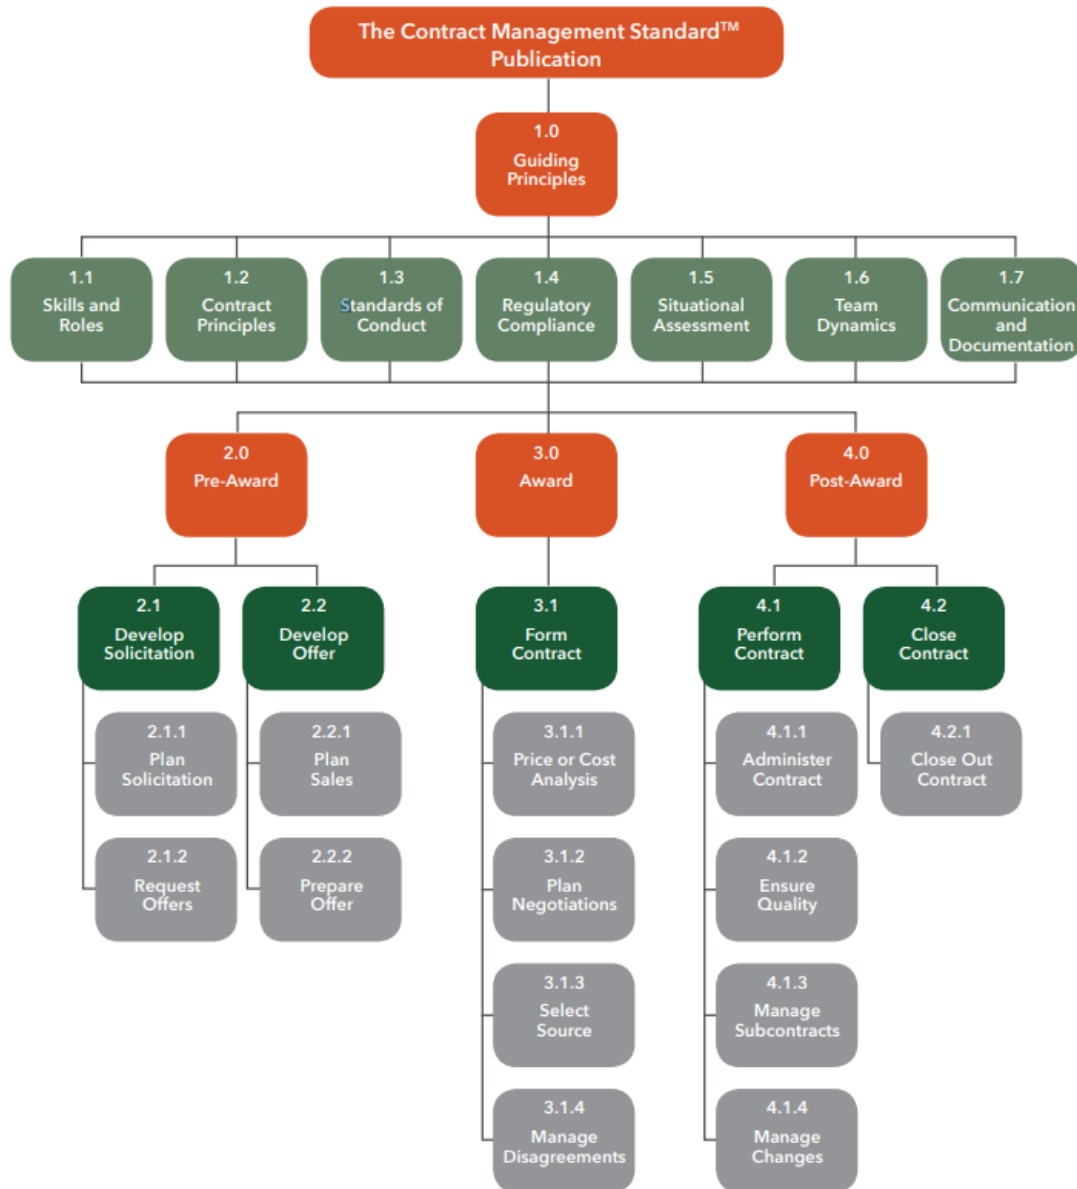 The Contract Management Standard™
Publication
1.0
Guiding
Principles
1.1
Skills and
Roles
1.2
Contract
Principles
1.3
Standards of
Conduct
1.4
Regulatory
Compliance
1.5
Situational
Assessment
1.6
Team
Dynamics
1.7
Communication
and
Documentation
2.0
Pre-Award
3.0
Award
4.0
Post-Award
2.1
Develop
Solicitation
2.2
Develop
Offer
3.1
Form
Contract
4.1
Perform
Contract
4.2
Close
Contract
2.1.1
Plan
Solicitation
2.2.1
Plan
Sales
3.1.1
Price or Cost
Analysis
4.1.1
Administer
Contract
4.2.1
Close Out
Contract
2.1.2
Request
Offers
2.2.2
Prepare
Offer
3.1.2
Plan
Negotiations
4.1.2
Ensure
Quality
3.1.3
Select
Source
4.1.3
Manage
Subcontracts
3.1.4
Manage
Disagreements
4.1.4
Manage
Changes